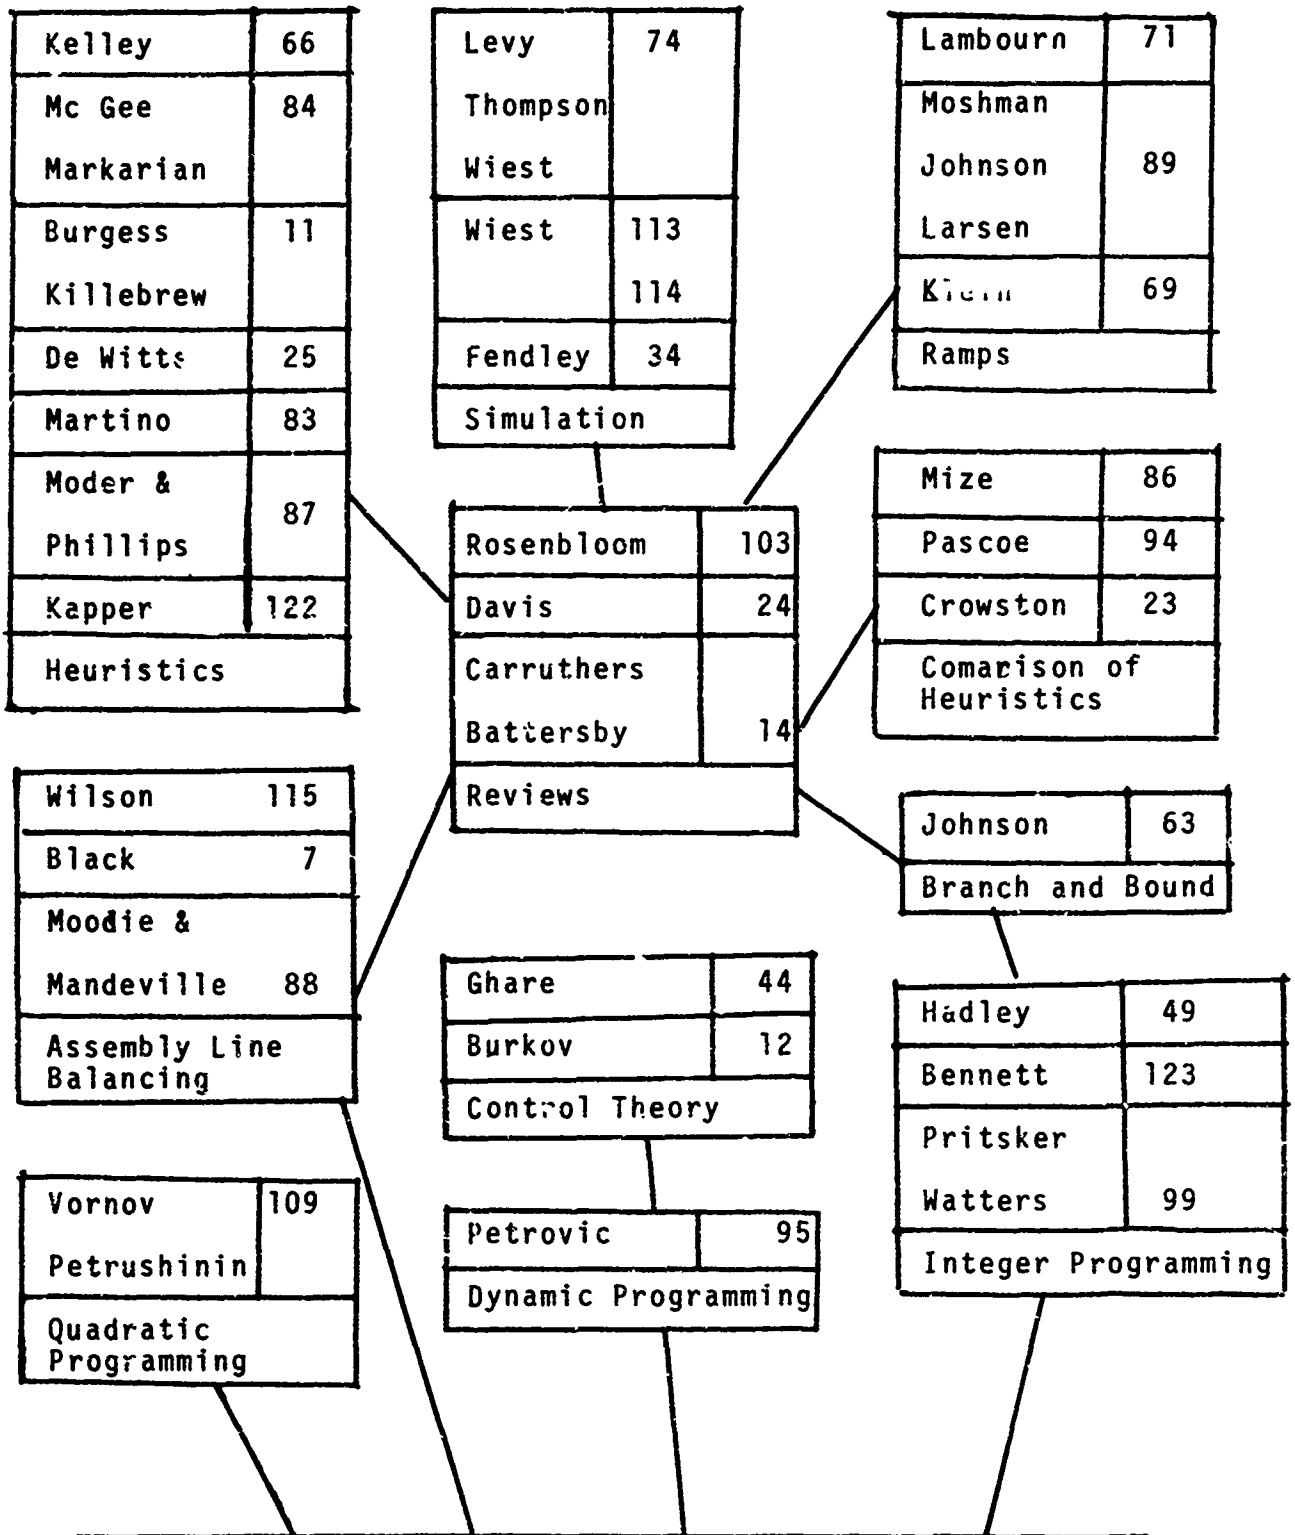 Kelley 66
Mc Gee 84
Markarian
Burgess 11
Killebrew
De Witts 25
Martino 83
Moder &
87
Phillips
Kapper 122
Heuristics
Levy 74
Thompson
Wiest
Wiest 113
114
Fendley 34
Simulation
Lambourn 71
Moshman
Johnson 89
Larsen
69
Ramps
Rosenbloom 103
Davis 24
Carruthers
Battersby 14
Reviews
Mize 86
Pascoe 94
Crowston 23
Comarison of
Heuristics
Wilson 115
Black 7
Moodie &
Mandeville 88
Assembly Line
Balancing
Johnson 63
Branch and Bound
Ghare 44
Burkov 12
Control Theory
Hadley 49
Bennett 123
Pritsker
Watters 99
Integer Programming
Vornov 109
Petrushinin
Quadratic
Programming
Petrovic 95
Dynamic Programming